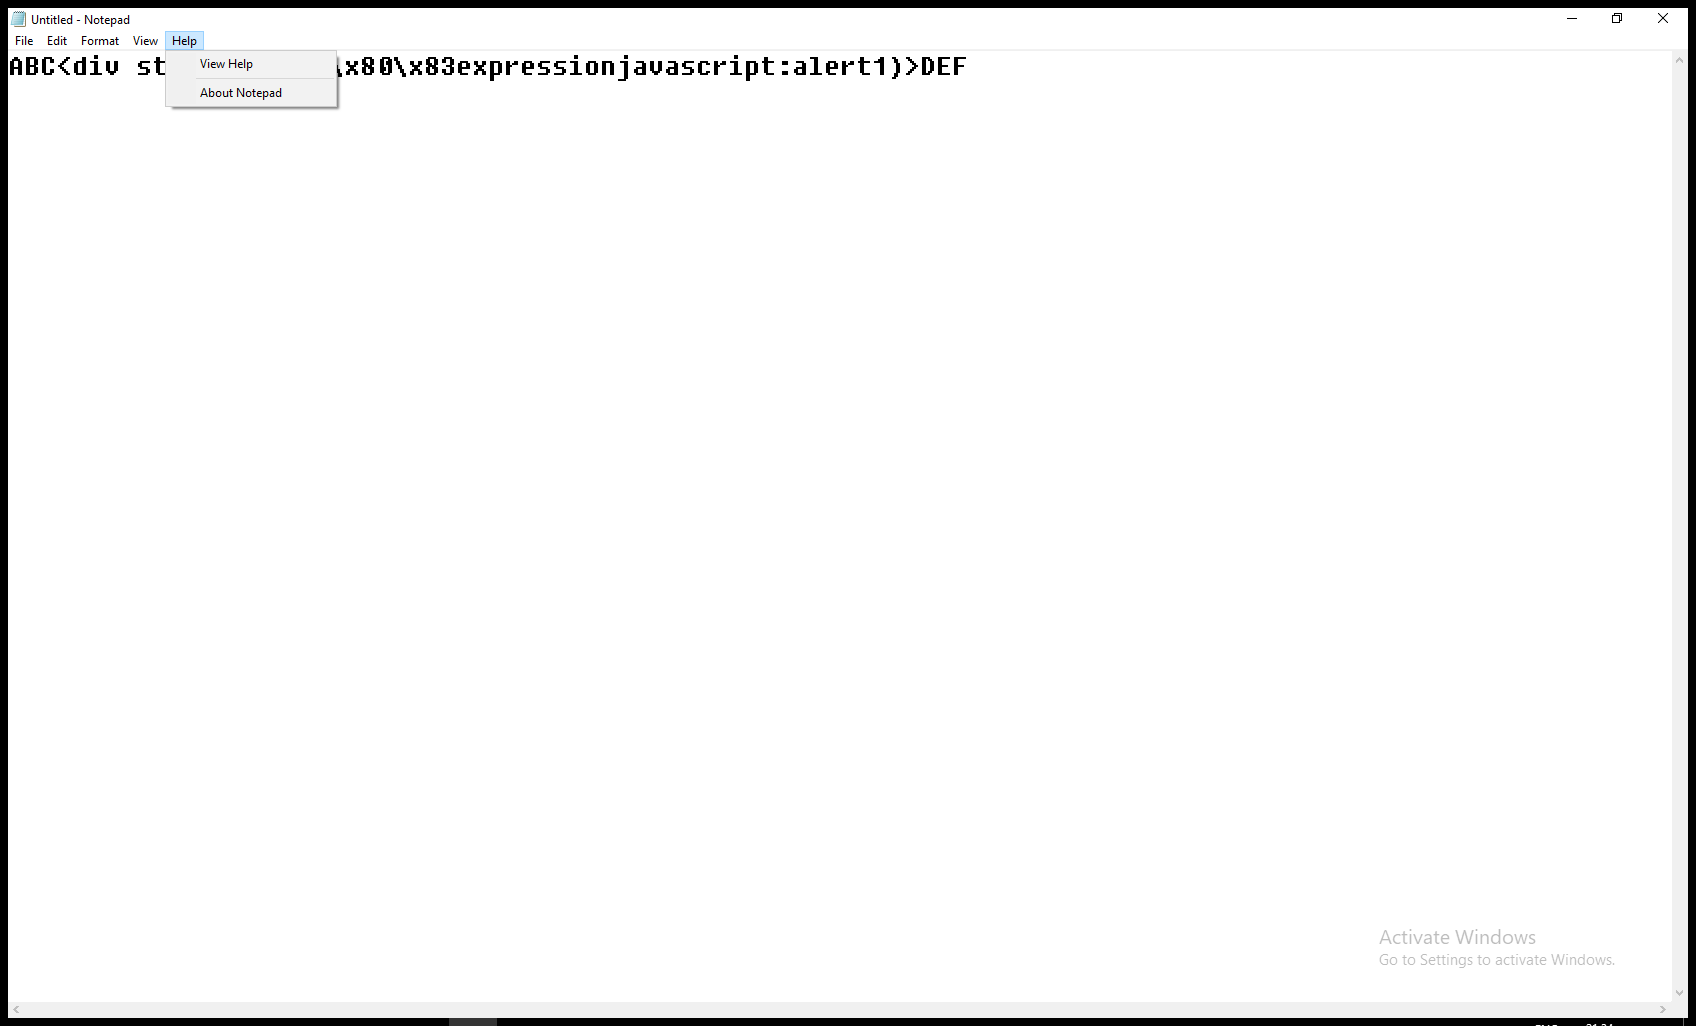 Untitled - Notepad
File Edit Format View Help
ABC<div st \x80\x83expressionjavascript:alert1)>DEF
View Help
About Notepad
Activate Windows
Go to Settings to activate Windows.